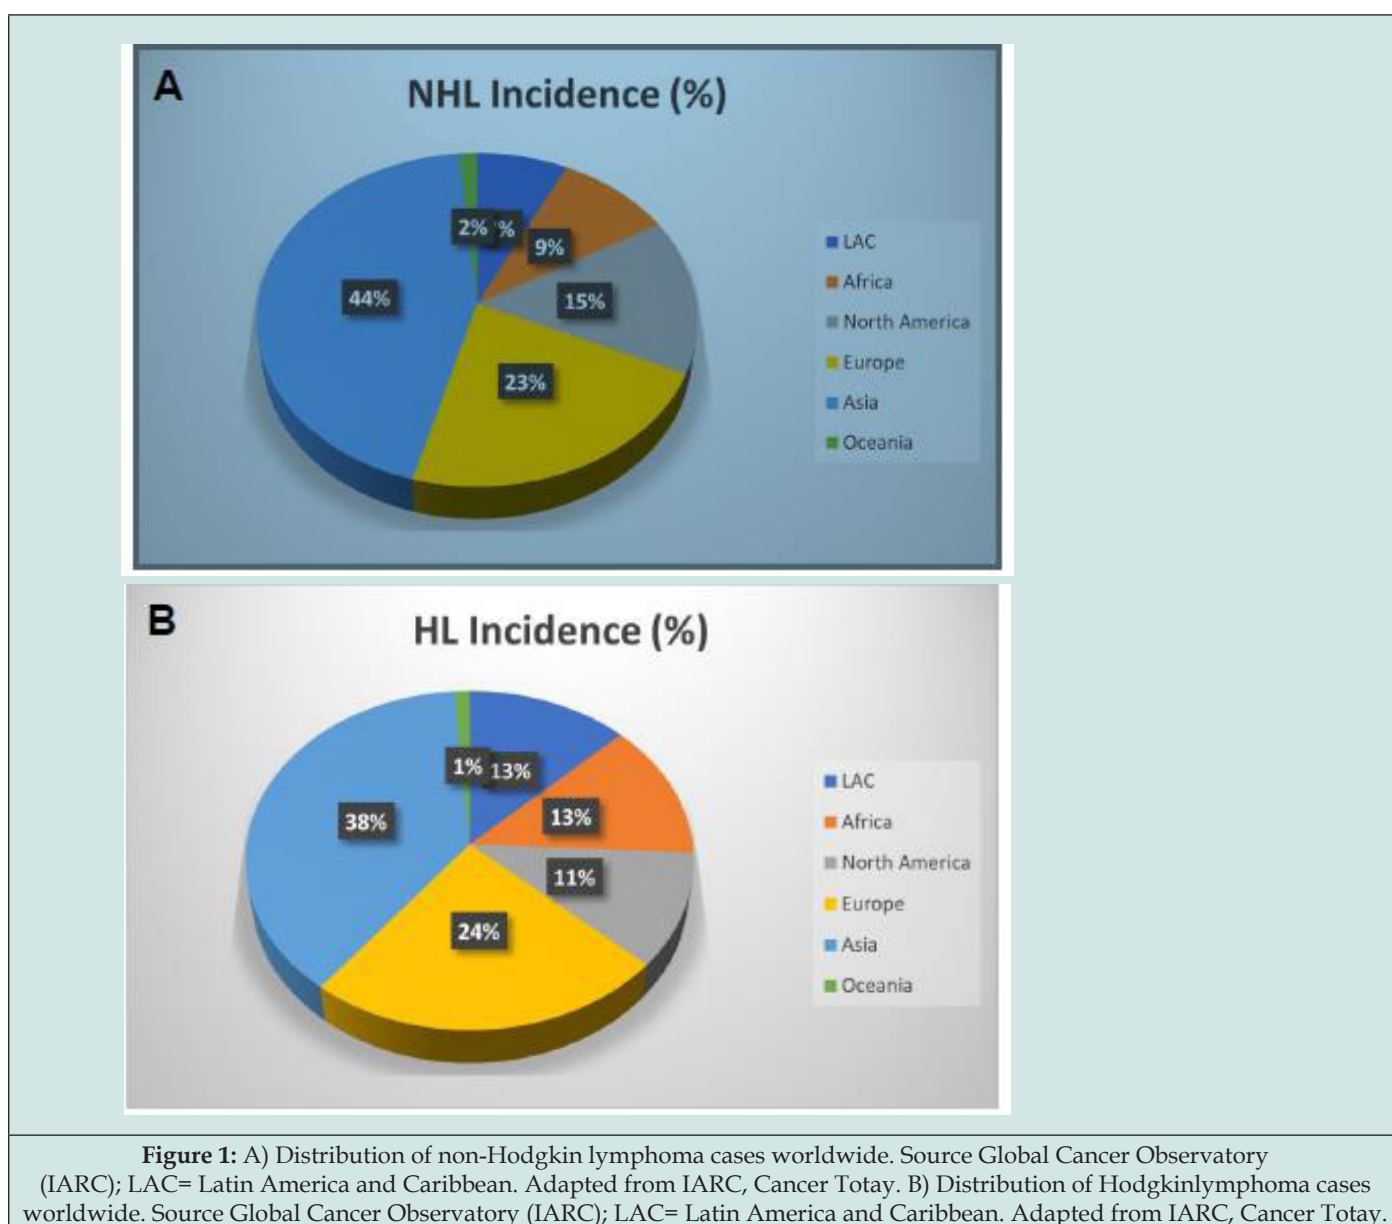 A
NHL Incidence (%)
2%
%
9%
15%
23%
44%
LAC
Africa
North America
Europe
Asia
Oceania
B
HL Incidence (%)
1%
13%
13%
11%
24%
38%
LAC
Africa
North America
Europe
Asia
Oceania
Figure 1: A) Distribution of non-Hodgkin lymphoma cases worldwide. Source Global Cancer Observatory
(IARC); LAC= Latin America and Caribbean. Adapted from IARC, Cancer Totay. B) Distribution of Hodgkinlymphoma cases
worldwide. Source Global Cancer Observatory (IARC); LAC= Latin America and Caribbean. Adapted from IARC, Cancer Totay.